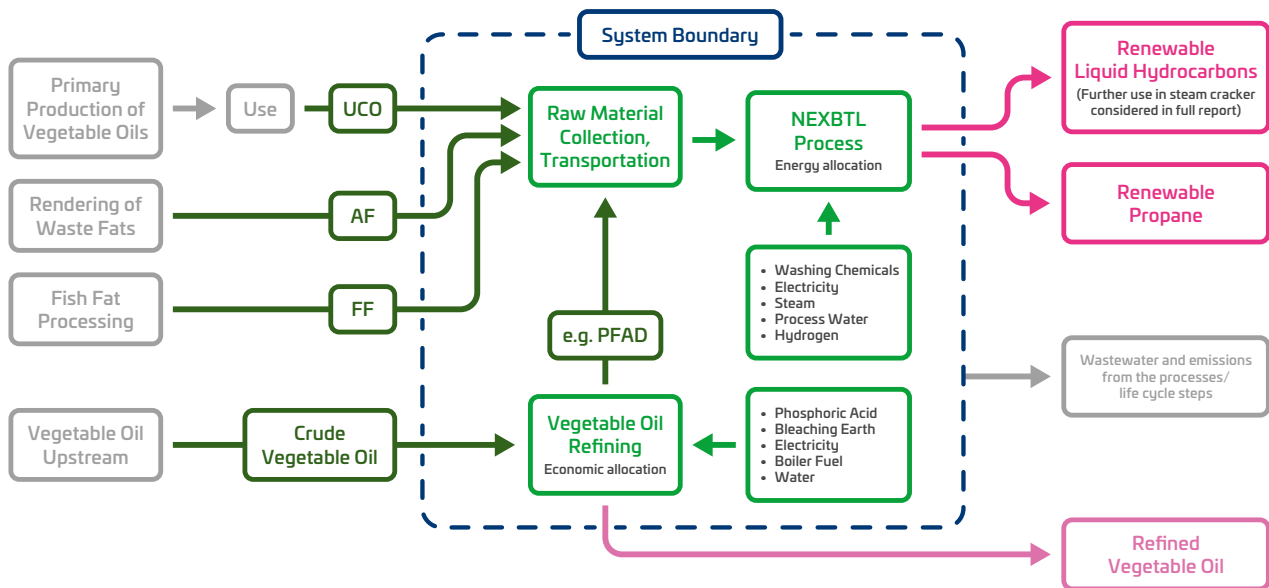 System Boundary
Primary
Production of
Vegetable Oils
Use
UCO
Raw Material
Collection,
Transportation
NEXBTL
Process
Energy allocation
Renewable
Liquid Hydrocarbons
(Further use in steam cracker
considered in full report)
Rendering of
Waste Fats
AF
Renewable
Propane
Fish Fat
Processing
FF
e.g. PFAD
• Washing Chemicals
• Electricity
• Steam
• Process Water
• Hydrogen
Wastewater and emissions
from the processes/
life cycle steps
Vegetable Oil
Upstream
Crude
Vegetable Oil
Vegetable Oil
Refining
Economic allocation
• Phosphoric Acid
• Bleaching Earth
• Electricity
• Boiler Fuel
• Water
Refined
Vegetable Oil